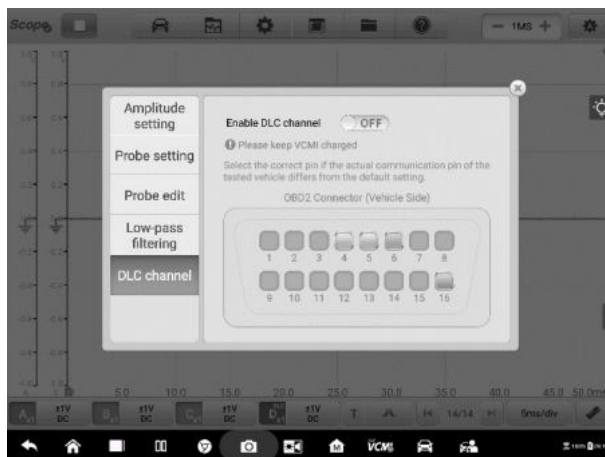 Scope
1MS
Amplitude
setting
Probe setting
Probe edit
Low-pass
filtering
DLC channel
Enable DLC channel
OFF
Please keep VCMI charged
Select the correct pin if the actual communication pin of the
tested vehicle differs from the default setting.
OBD2 Connector (Vehicle Side)
1 2 3 4 5 6 7 8
9 10 11 12 13 14 15 16
5.0 10.0 15.0 20.0 25.0 30.0 35.0 40.0 45.0 50.0ms
A ±1V DC B ±1V DC C ±1V DC D ±1V DC T 14/14 5ms/div
VCMI